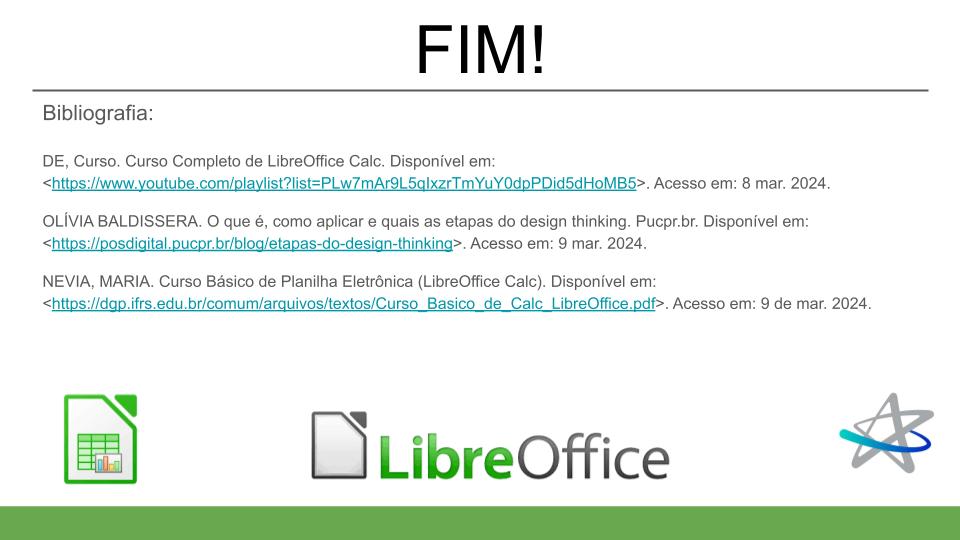 FIM!
Bibliografia:
DE, Curso. Curso Completo de LibreOffice Calc. Disponível em:
<https://www.youtube.com/playlist?list=PLw7mAr9L5qIxzrTmYuY0dpPDid5dHoMB5>. Acesso em: 8 mar. 2024.
OLÍVIA BALDISSERA. O que é, como aplicar e quais as etapas do design thinking. Pucpr.br. Disponível em:
<https://posdigital.pucpr.br/blog/etapas-do-design-thinking>. Acesso em: 9 mar. 2024.
NEVIA, MARIA. Curso Básico de Planilha Eletrônica (LibreOffice Calc). Disponível em:
<https://dgp.ifrs.edu.br/comum/arquivos/textos/Curso_Basico_de_Calc_LibreOffice.pdf>. Acesso em: 9 de mar. 2024.
LibreOffice